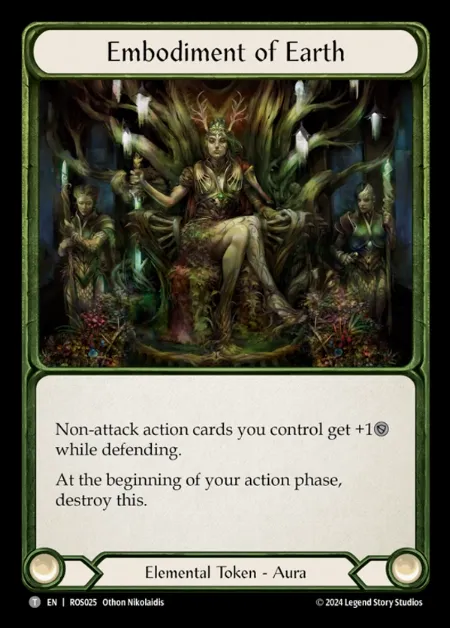 Embodiment of Earth
Non-attack action cards you control get +1
while defending.
At the beginning of your action phase,
destroy this.
Elemental Token - Aura
T EN | ROS025 Othon Nikolaidis © 2024 Legend Story Studios